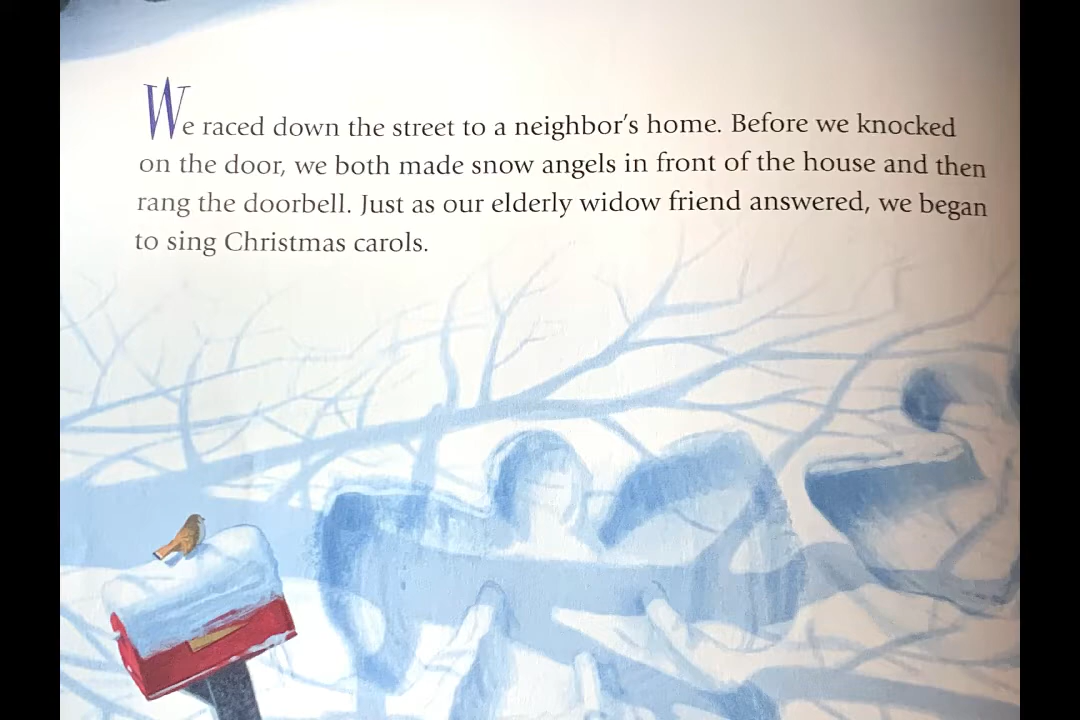 We raced down the street to a neighbor's home. Before we knocked
on the door, we both made snow angels in front of the house and then
rang the doorbell. Just as our elderly widow friend answered, we began
to sing Christmas carols.